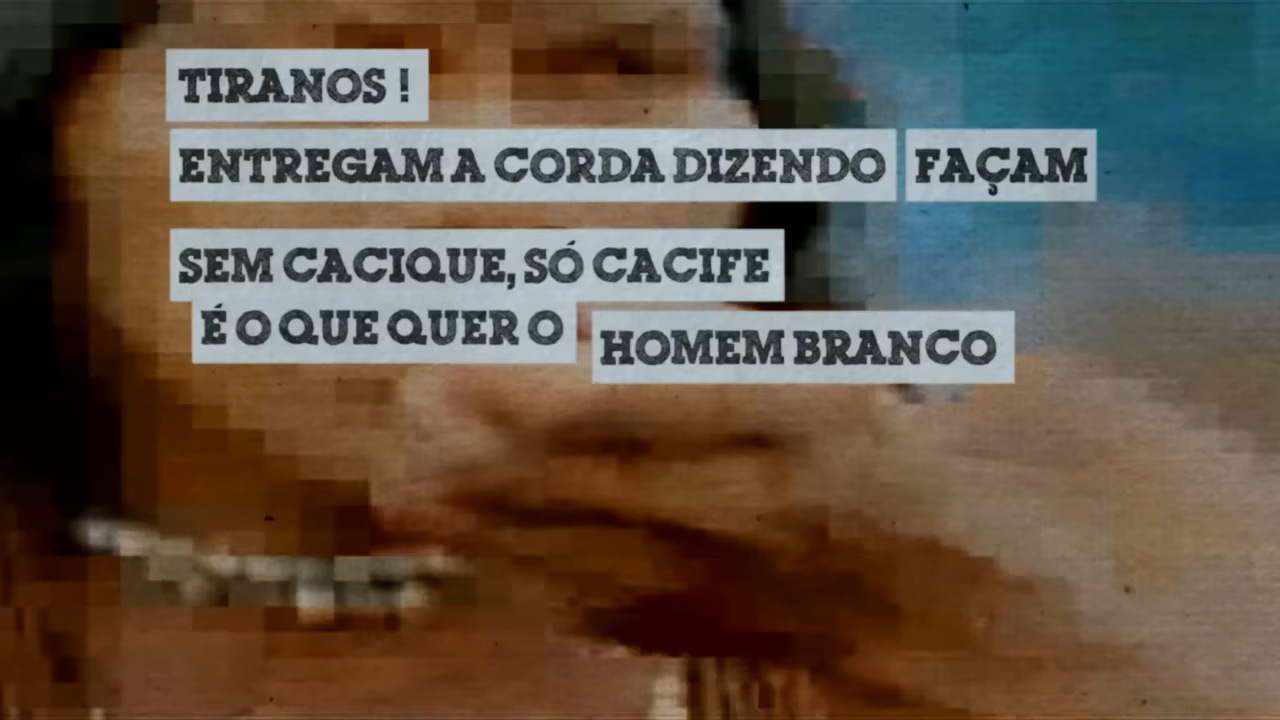 TIRANOS !
ENTREGAM A CORDA DIZENDO FAÇAM
SEM CACIQUE, SÓ CACIFE
É O QUE QUER O HOMEM BRANCO